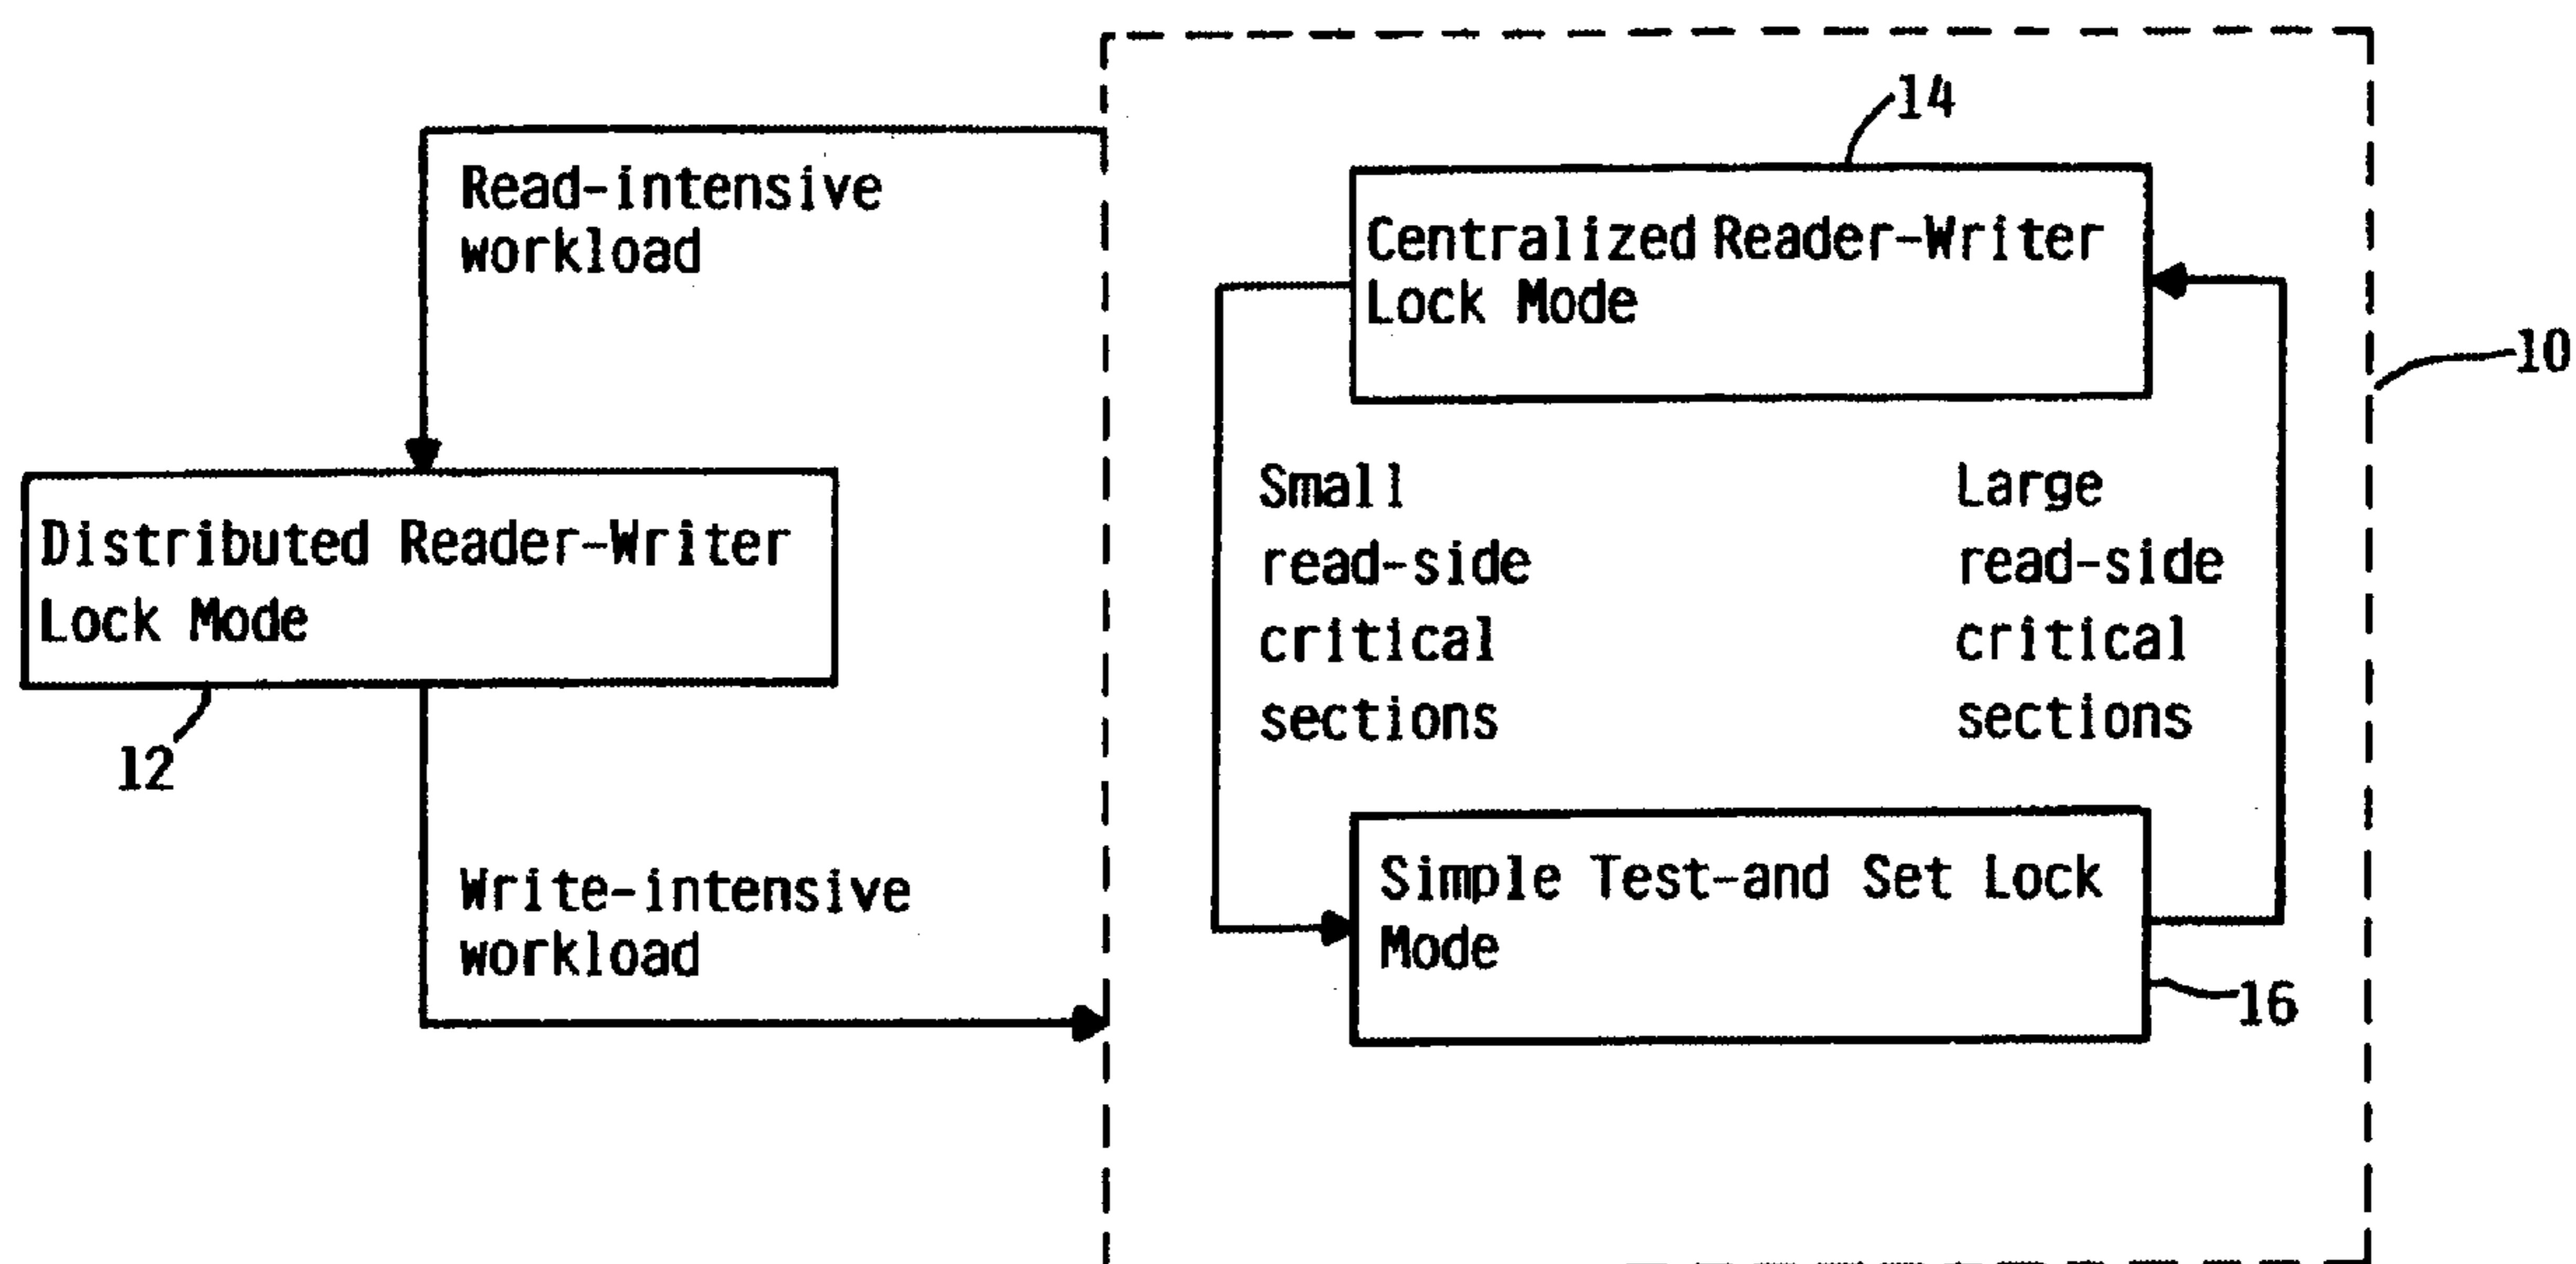 14
Read-intensive
workload
Centralized Reader-Writer
Lock Mode
10
Small
read-side
critical
sections
Large
read-side
critical
sections
Distributed Reader-Writer
Lock Mode
12
Write-intensive
workload
Simple Test-and Set Lock
Mode
16